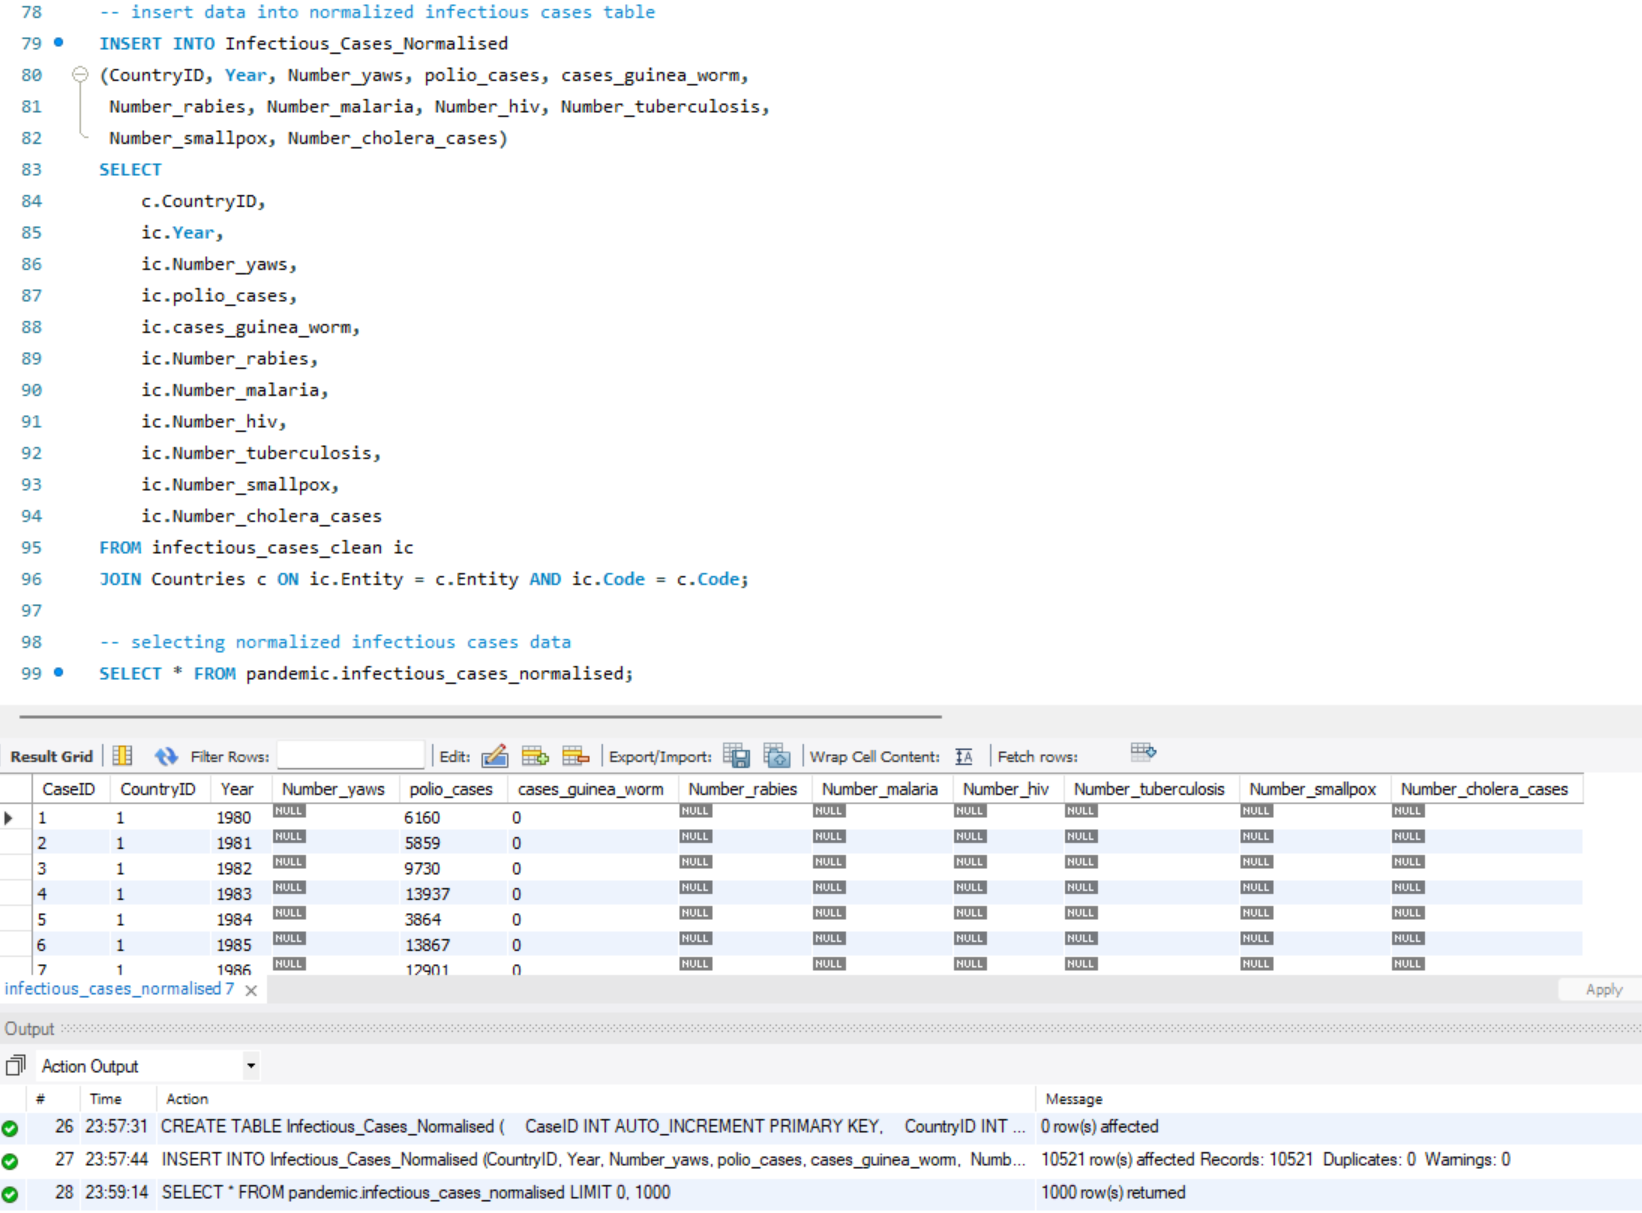 78 -- insert data into normalized infectious cases table
79 INSERT INTO Infectious_Cases_Normalised
80 (CountryID, Year, Number_yaws, polio_cases, cases_guinea_worm,
81 Number_rabies, Number_malaria, Number_hiv, Number_tuberculosis,
82 Number_smallpox, Number_cholera_cases)
83 SELECT
84 c.CountryID,
85 ic.Year,
86 ic.Number_yaws,
87 ic.polio_cases,
88 ic.cases_guinea_worm,
89 ic.Number_rabies,
90 ic.Number_malaria,
91 ic.Number_hiv,
92 ic.Number_tuberculosis,
93 ic.Number_smallpox,
94 ic.Number_cholera_cases
95 FROM infectious_cases_clean ic
96 JOIN Countries c ON ic.Entity = c.Entity AND ic.Code = c.Code;
97
98 -- selecting normalized infectious cases data
99 SELECT * FROM pandemic.infectious_cases_normalised;
Result Grid Filter Rows: Edit: Export/Import: Wrap Cell Content: IA Fetch rows:
CaseID CountryID Year Number_yaws polio_cases cases_guinea_worm Number_rabies Number_malaria Number_hiv Number_tuberculosis Number_smallpox Number_cholera_cases
1 1 1980 NULL 6160 0 NULL NULL NULL NULL NULL NULL
2 1 1981 NULL 5859 0 NULL NULL NULL NULL NULL NULL
3 1 1982 NULL 9730 0 NULL NULL NULL NULL NULL NULL
4 1 1983 NULL 13937 0 NULL NULL NULL NULL NULL NULL
5 1 1984 NULL 3864 0 NULL NULL NULL NULL NULL NULL
6 1 1985 NULL 13867 0 NULL NULL NULL NULL NULL NULL
7 1 1986 NULL 12901 0 NULL NULL NULL NULL NULL NULL
infectious_cases_normalised 7 Apply
Output
Action Output
# Time Action Message
26 23:57:31 CREATE TABLE Infectious_Cases_Normalised ( CaseID INT AUTO_INCREMENT PRIMARY KEY, CountryID INT ... 0 row(s) affected
27 23:57:44 INSERT INTO Infectious_Cases_Normalised (CountryID, Year, Number_yaws, polio_cases, cases_guinea_worm, Numb... 10521 row(s) affected Records: 10521 Duplicates: 0 Warnings: 0
28 23:59:14 SELECT * FROM pandemic.infectious_cases_normalised LIMIT 0, 1000 1000 row(s) returned